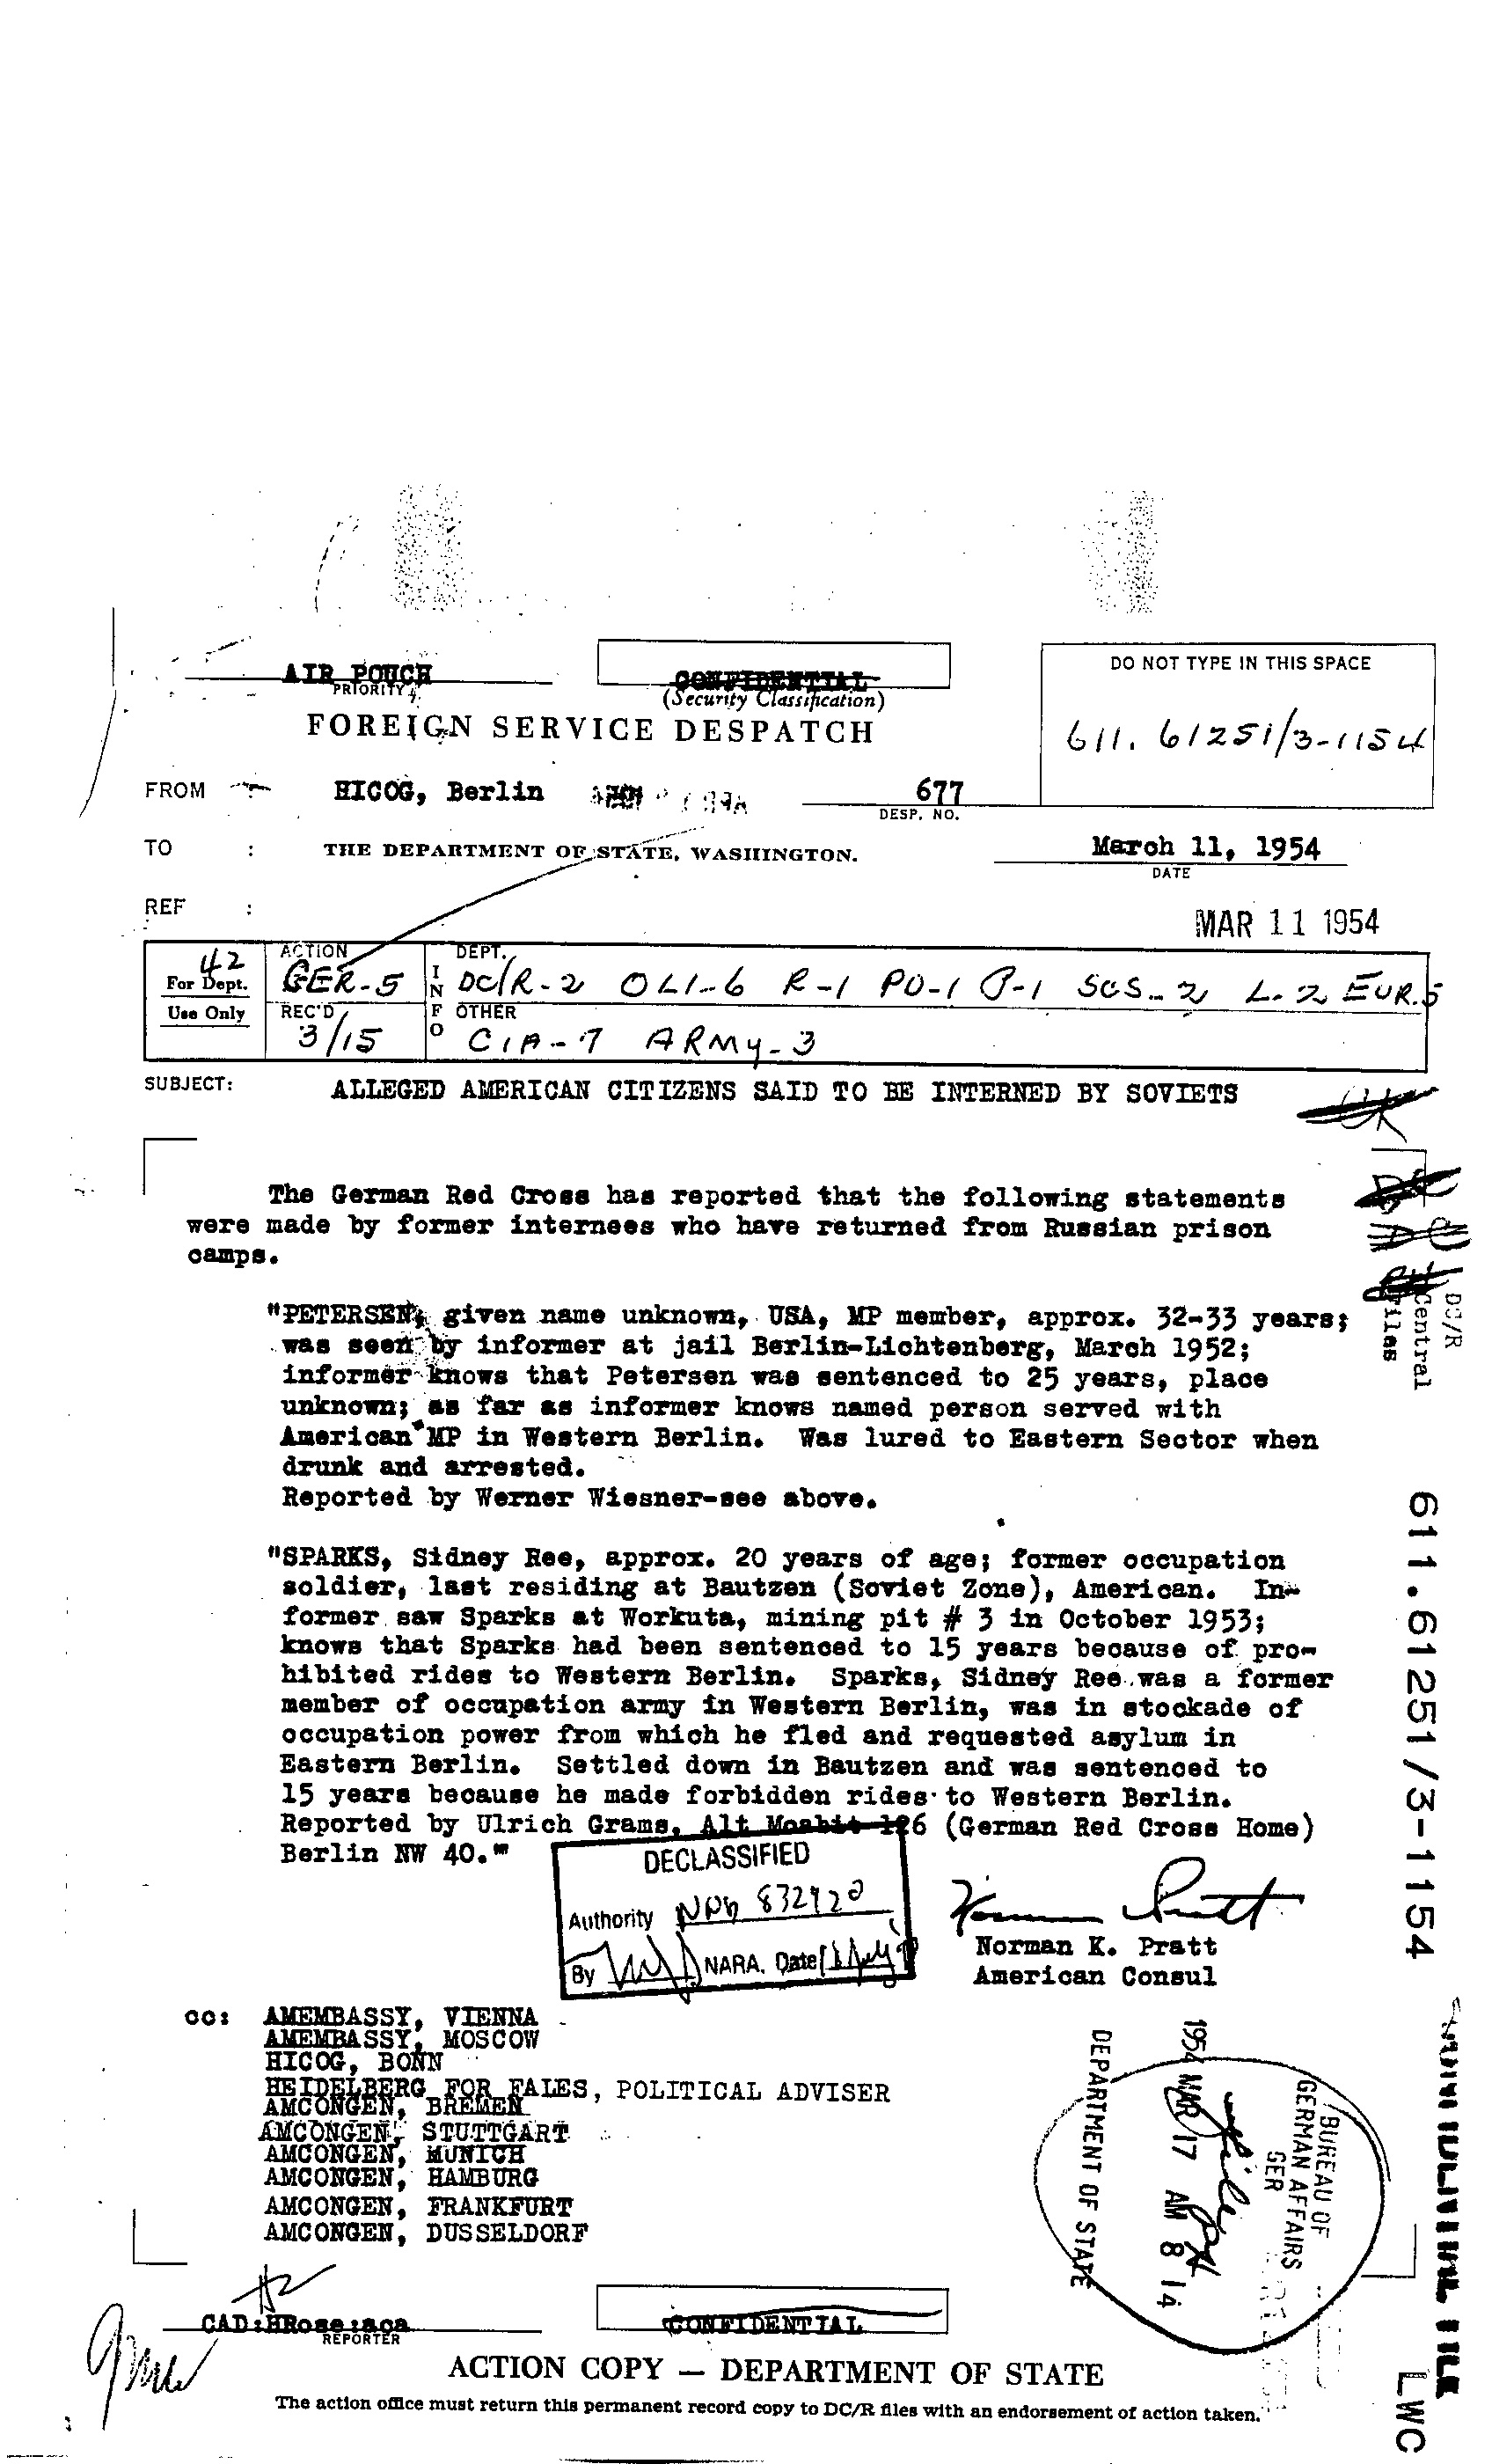 AIR POUCH
PRIORITY
CONFIDENTIAL
(Security Classification)
DO NOT TYPE IN THIS SPACE
FOREIGN SERVICE DESPATCH
611.61251/3-1154
FROM : HICOG, Berlin
677
DESP. NO.
TO : THE DEPARTMENT OF STATE, WASHINGTON.
March 11, 1954
DATE
REF :
MAR 11 1954
42
For Dept.
Use Only
ACTION
GER-5
REC'D
3/15
INFO
DEPT.
DC/R-2 OLI-6 R-1 PO-1 P-1 SCS-2 L-2 EUR-5
OTHER
CIA-7 ARMY-3
SUBJECT: ALLEGED AMERICAN CITIZENS SAID TO BE INTERNED BY SOVIETS
The German Red Cross has reported that the following statements
were made by former internees who have returned from Russian prison
camps.
"PETERSEN, given name unknown, USA, MP member, approx. 32-33 years;
was seen by informer at jail Berlin-Lichtenberg, March 1952;
informer knows that Petersen was sentenced to 25 years, place
unknown; as far as informer knows named person served with
American MP in Western Berlin. Was lured to Eastern Sector when
drunk and arrested.
Reported by Werner Wiesner-see above.
"SPARKS, Sidney Ree, approx. 20 years of age; former occupation
soldier, last residing at Bautzen (Soviet Zone), American. In-
former saw Sparks at Workuta, mining pit # 3 in October 1953;
knows that Sparks had been sentenced to 15 years because of pro-
hibited rides to Western Berlin. Sparks, Sidney Ree was a former
member of occupation army in Western Berlin, was in stockade of
occupation power from which he fled and requested asylum in
Eastern Berlin. Settled down in Bautzen and was sentenced to
15 years because he made forbidden rides to Western Berlin.
Reported by Ulrich Grams, Alt Moabit 126 (German Red Cross Home)
Berlin NW 40."
DECLASSIFIED
Authority NND 832920
By NARA. Date
Norman K. Pratt
American Consul
cc: AMEMBASSY, VIENNA
AMEMBASSY, MOSCOW
HICOG, BONN
HEIDELBERG FOR FALES, POLITICAL ADVISER
AMCONGEN, BREMEN
AMCONGEN, STUTTGART
AMCONGEN, MUNICH
AMCONGEN, HAMBURG
AMCONGEN, FRANKFURT
AMCONGEN, DUSSELDORF
DC/R
Central
Files
611.61251/3-1154
BUREAU OF
GERMAN AFFAIRS
GER
file
1954 MAR 17 AM 8 14
DEPARTMENT OF STATE
CAD:HRose:aca
REPORTER
CONFIDENTIAL
FILE
LWC
ACTION COPY — DEPARTMENT OF STATE
The action office must return this permanent record copy to DC/R files with an endorsement of action taken.